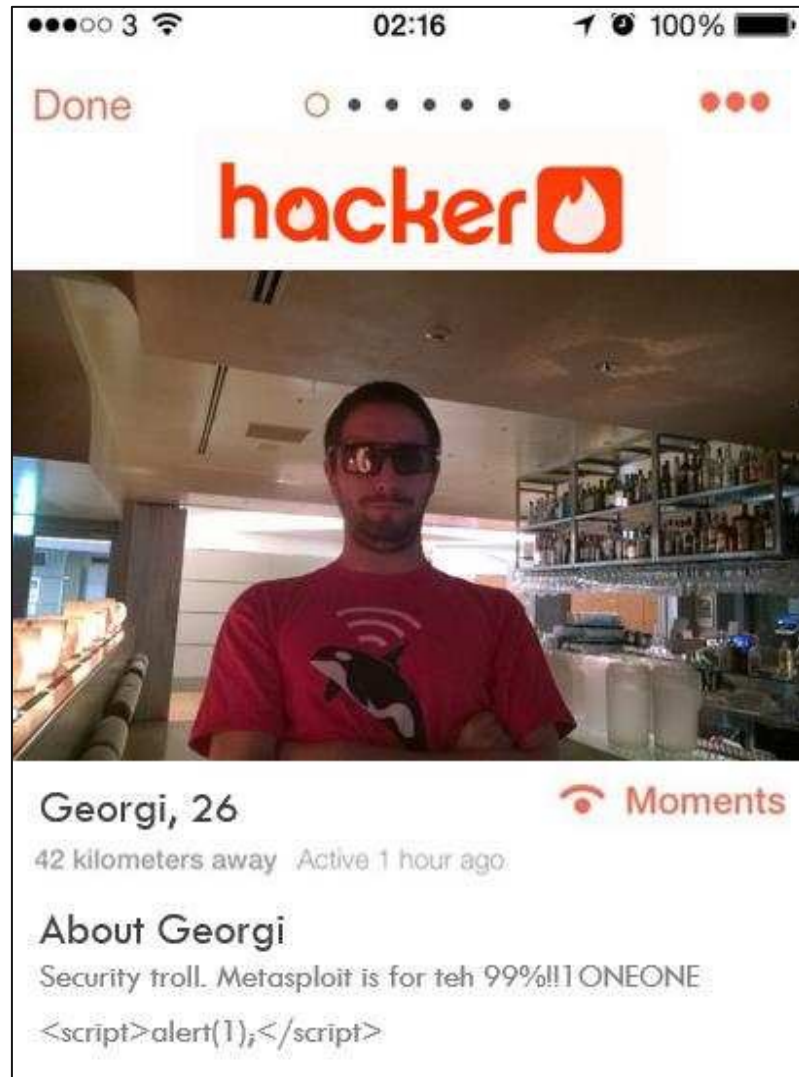 3 02:16 100%
Done
hacker
Georgi, 26 Moments
42 kilometers away Active 1 hour ago
About Georgi
Security troll. Metasploit is for teh 99%!!1ONEONE
<script>alert(1);</script>